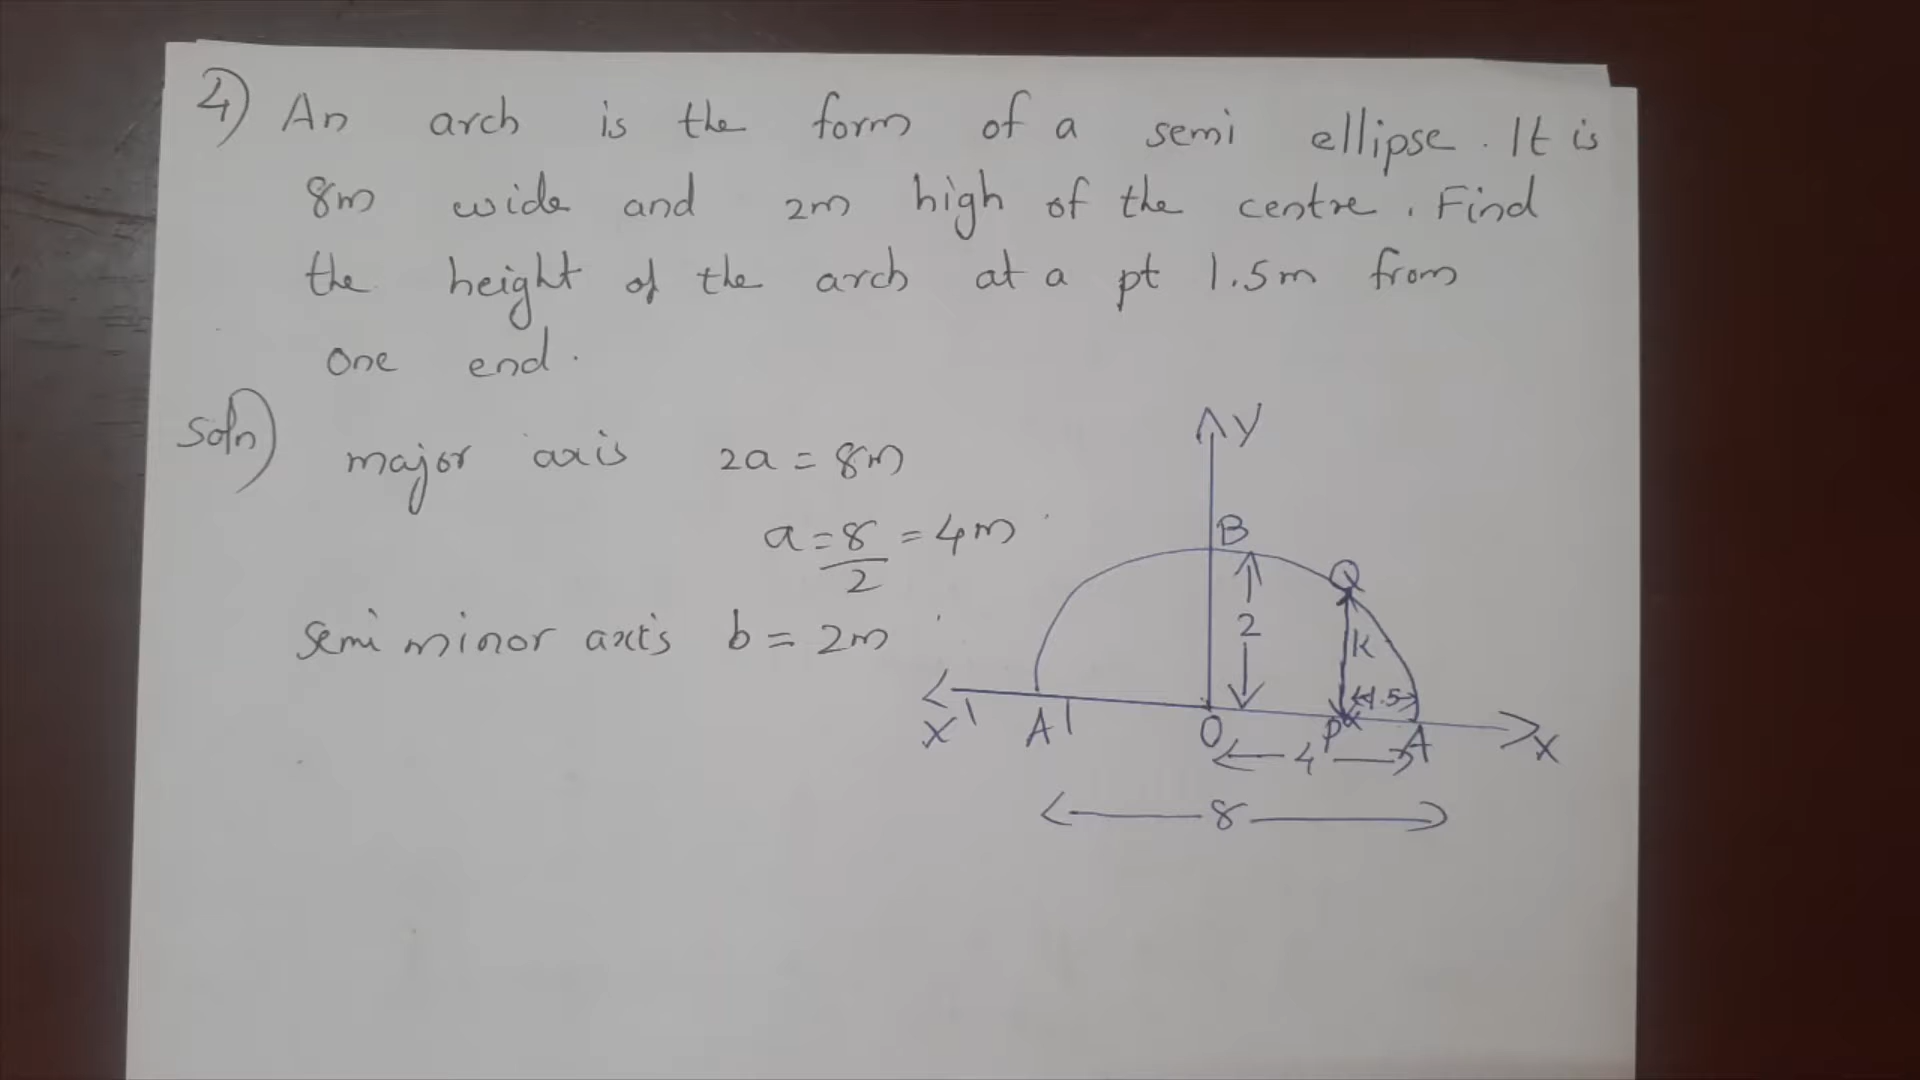 4) An arch is the form of a semi ellipse. It is
8m wide and 2m high of the centre. Find
the height of the arch at a pt 1.5m from
one end.
Soln)
major axis 2a = 8m
a = 8/2 = 4m
semi minor axis b = 2m
Y
B
Q
2
K
1.5
X'
A'
O
P
A
X
4
8